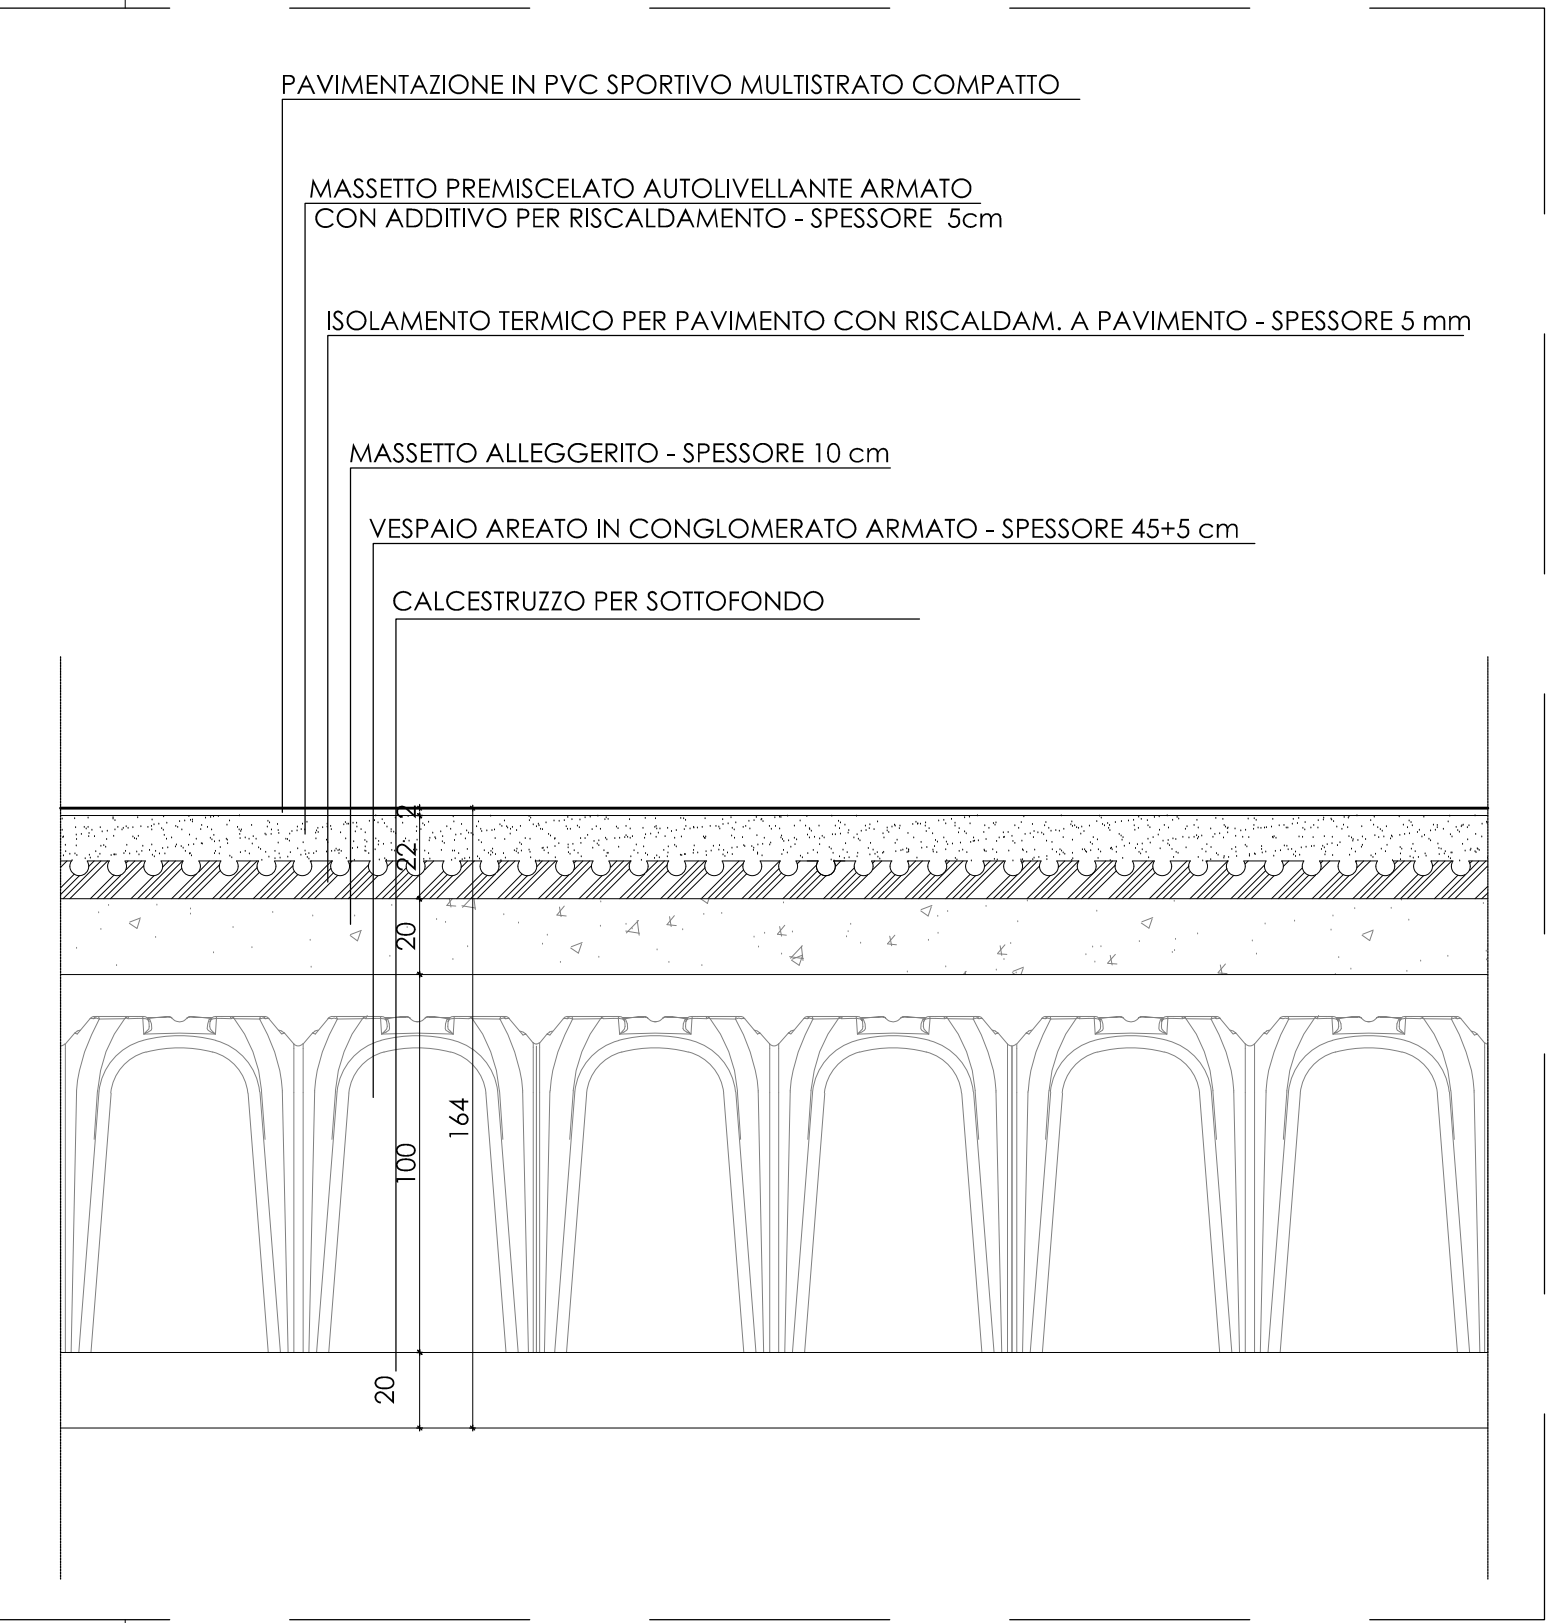 PAVIMENTAZIONE IN PVC SPORTIVO MULTISTRATO COMPATTO
MASSETTO PREMISCELATO AUTOLIVELLANTE ARMATO
CON ADDITIVO PER RISCALDAMENTO - SPESSORE 5cm
ISOLAMENTO TERMICO PER PAVIMENTO CON RISCALDAM. A PAVIMENTO - SPESSORE 5 mm
MASSETTO ALLEGGERITO - SPESSORE 10 cm
VESPAIO AREATO IN CONGLOMERATO ARMATO - SPESSORE 45+5 cm
CALCESTRUZZO PER SOTTOFONDO
2
22
20
164
100
20